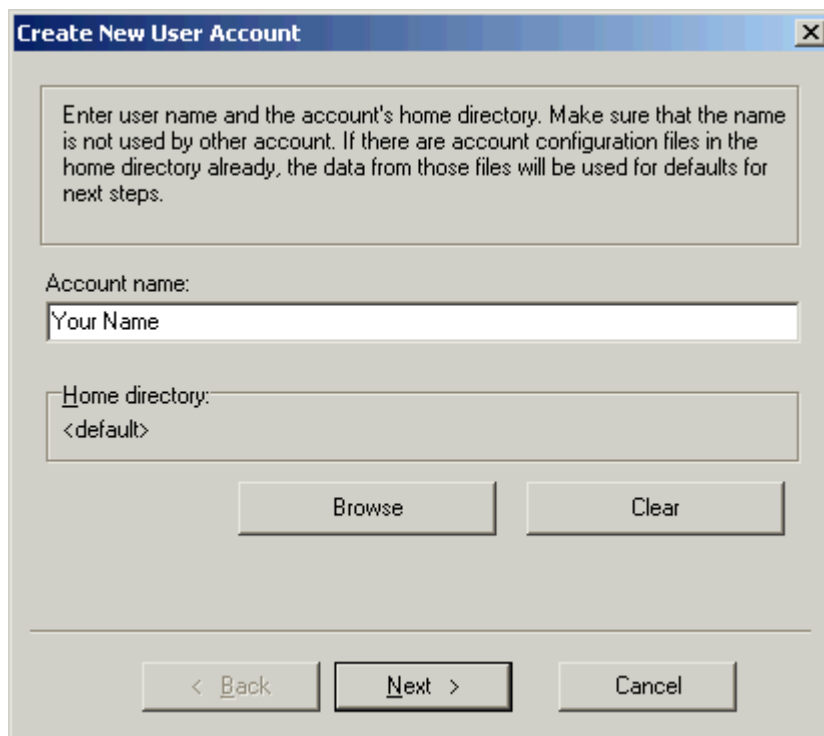 Create New User Account
Enter user name and the account's home directory. Make sure that the name
is not used by other account. If there are account configuration files in the
home directory already, the data from those files will be used for defaults for
next steps.
Account name:
Your Name
Home directory:
<default>
Browse
Clear
< Back
Next >
Cancel